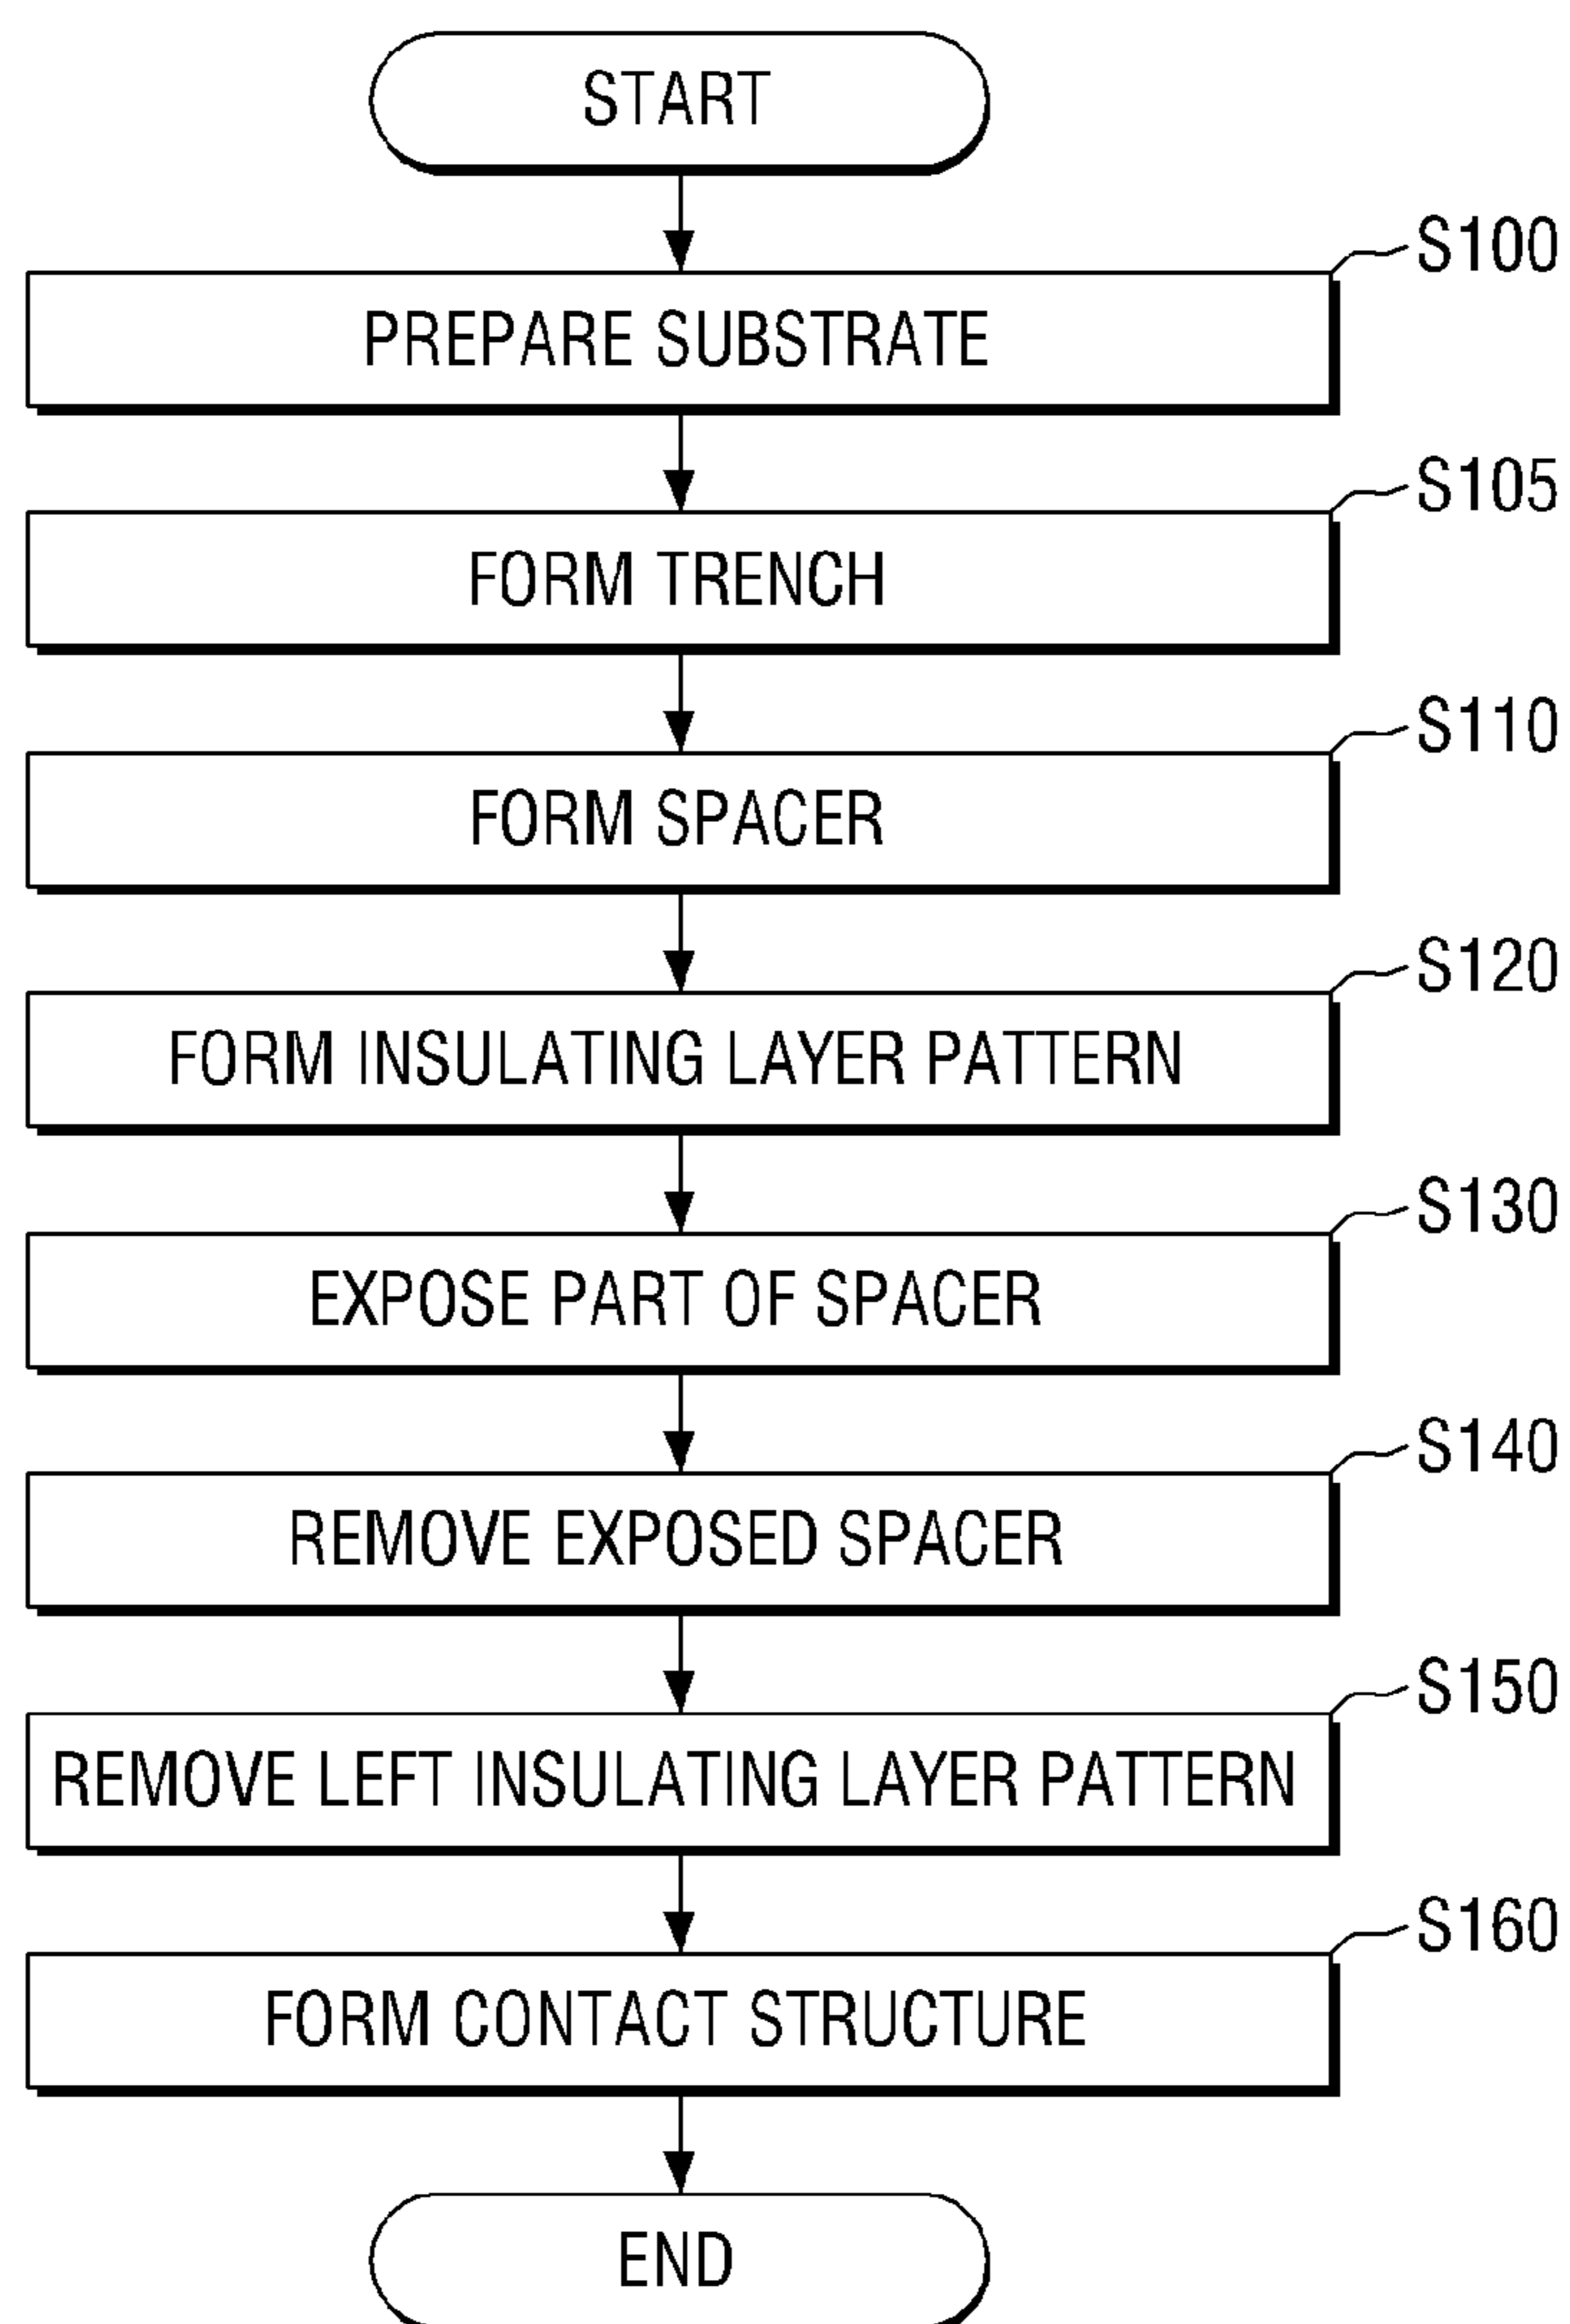 START
S100
PREPARE SUBSTRATE
S105
FORM TRENCH
S110
FORM SPACER
S120
FORM INSULATING LAYER PATTERN
S130
EXPOSE PART OF SPACER
S140
REMOVE EXPOSED SPACER
S150
REMOVE LEFT INSULATING LAYER PATTERN
S160
FORM CONTACT STRUCTURE
END